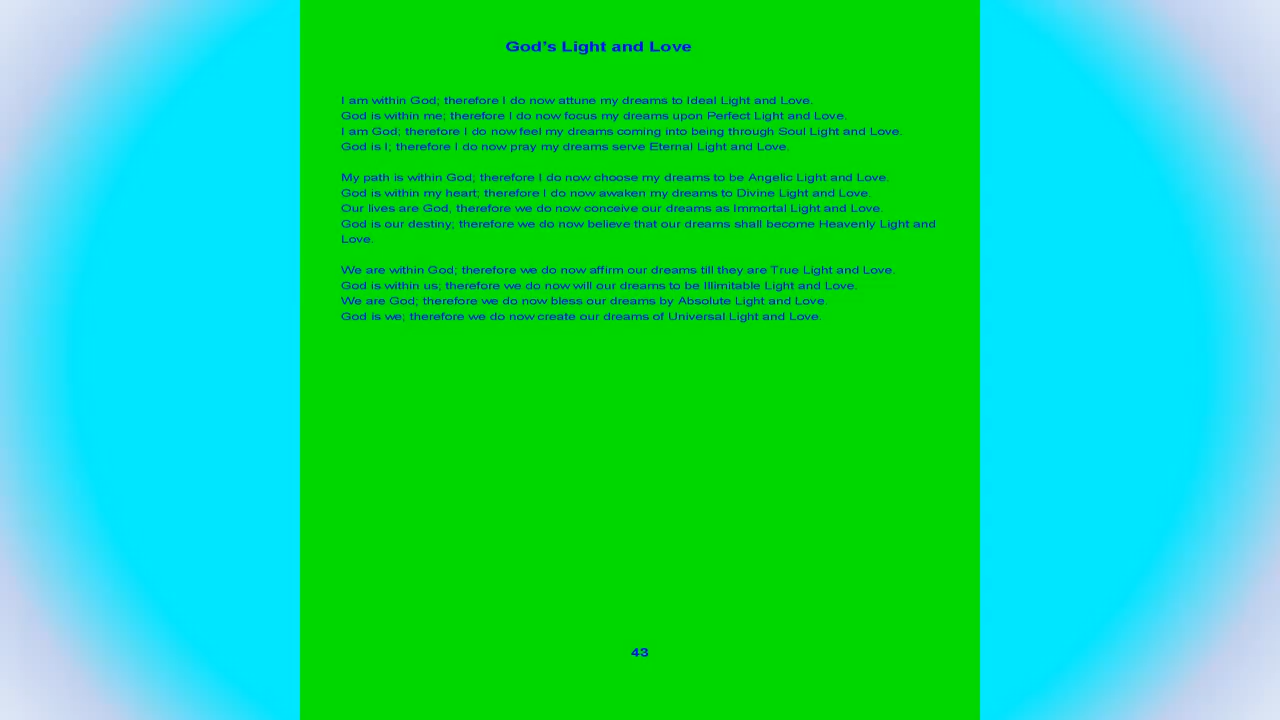 God's Light and Love
I am within God; therefore I do now attune my dreams to Ideal Light and Love.
God is within me; therefore I do now focus my dreams upon Perfect Light and Love.
I am God; therefore I do now feel my dreams coming into being through Soul Light and Love.
God is I; therefore I do now pray my dreams serve Eternal Light and Love.
My path is within God; therefore I do now choose my dreams to be Angelic Light and Love.
God is within my heart; therefore I do now awaken my dreams to Divine Light and Love.
Our lives are God, therefore we do now conceive our dreams as Immortal Light and Love.
God is our destiny; therefore we do now believe that our dreams shall become Heavenly Light and
Love.
We are within God; therefore we do now affirm our dreams till they are True Light and Love.
God is within us; therefore we do now will our dreams to be Illimitable Light and Love.
We are God; therefore we do now bless our dreams by Absolute Light and Love.
God is we; therefore we do now create our dreams of Universal Light and Love.
43